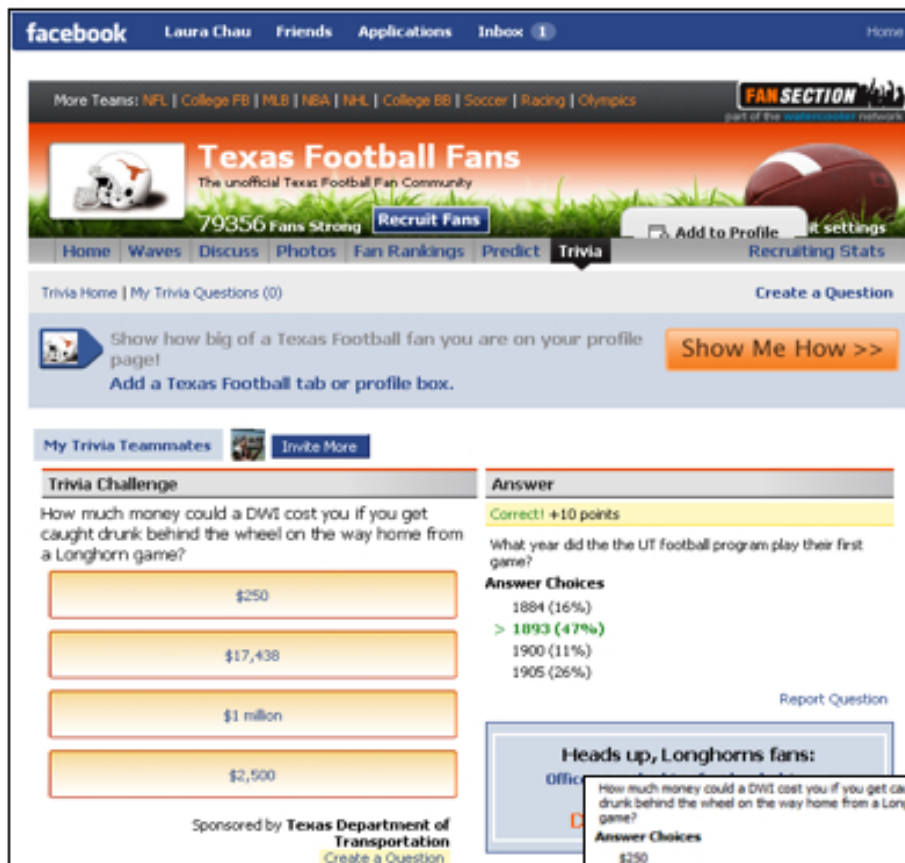 facebook Laura Chau Friends Applications Inbox 1 Home
More Teams: NFL | College FB | MLB | NBA | NHL | College BB | Soccer | Racing | Olympics
FANSECTION
part of the watercooler network
Texas Football Fans
The unofficial Texas Football Fan Community
79356 Fans Strong Recruit Fans
Add to Profile
settings
Home Waves Discuss Photos Fan Rankings Predict Trivia Recruiting Stats
Trivia Home | My Trivia Questions (0) Create a Question
Show how big of a Texas Football fan you are on your profile
page!
Add a Texas Football tab or profile box.
Show Me How >>
My Trivia Teammates Invite More
Trivia Challenge
How much money could a DWI cost you if you get
caught drunk behind the wheel on the way home from
a Longhorn game?
$250
$17,438
$1 million
$2,500
Sponsored by Texas Department of
Transportation
Create a Question
Answer
Correct! +10 points
What year did the the UT football program play their first
game?
Answer Choices
1884 (16%)
> 1893 (47%)
1900 (11%)
1905 (26%)
Report Question
Heads up, Longhorns fans:
How much money could a DWI cost you if you get
drunk behind the wheel on the way home from a
game?
Answer Choices
$250